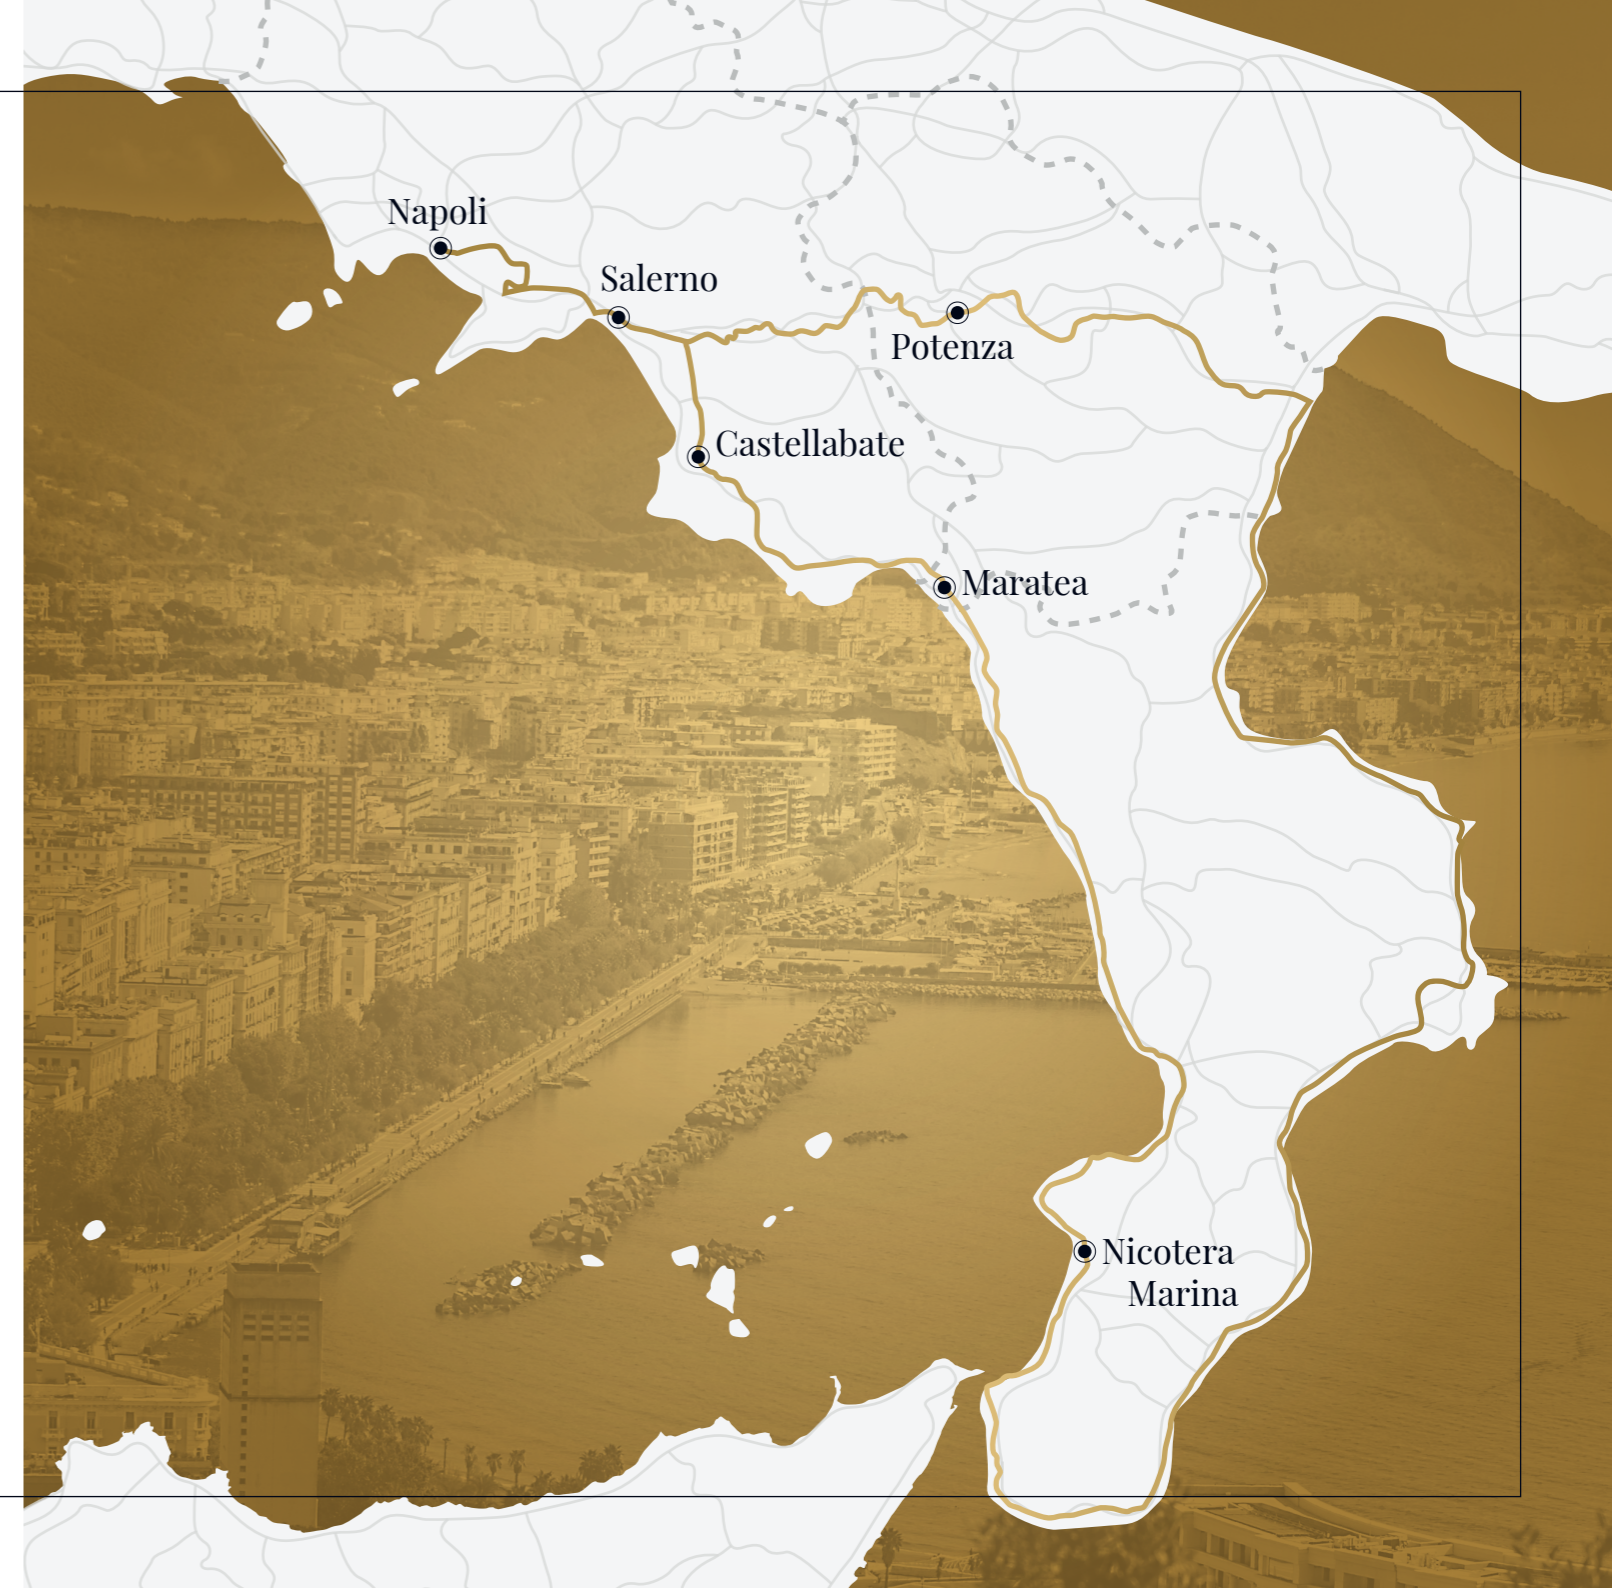 Napoli
Salerno
Potenza
Castellabate
Maratea
Nicotera
Marina